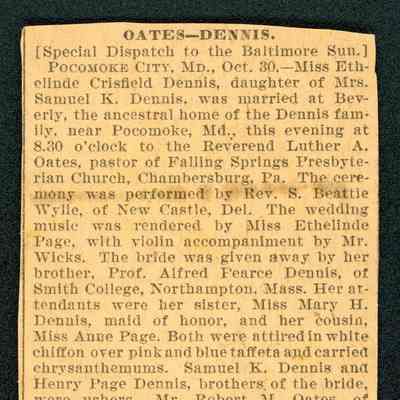 OATES—DENNIS.
[Special Dispatch to the Baltimore Sun.]
POCOMOKE CITY, MD., Oct. 30.—Miss Eth-
elinde Crisfield Dennis, daughter of Mrs.
Samuel K. Dennis, was married at Bev-
erly, the ancestral home of the Dennis fam-
ily, near Pocomoke, Md., this evening at
8.30 o'clock to the Reverend Luther A.
Oates, pastor of Falling Springs Presbyte-
rian Church, Chambersburg, Pa. The cere-
mony was performed by Rev. S. Beattie
Wylie, of New Castle, Del. The wedding
music was rendered by Miss Ethelinde
Page, with violin accompaniment by Mr.
Wicks. The bride was given away by her
brother, Prof. Alfred Pearce Dennis, of
Smith College, Northampton, Mass. Her at-
tendants were her sister, Miss Mary H.
Dennis, maid of honor, and her cousin,
Miss Anne Page. Both were attired in white
chiffon over pink and blue taffeta and carried
chrysanthemums. Samuel K. Dennis and
Henry Page Dennis, brothers of the bride,
were ushers. Mr. Robert M. Oates, of